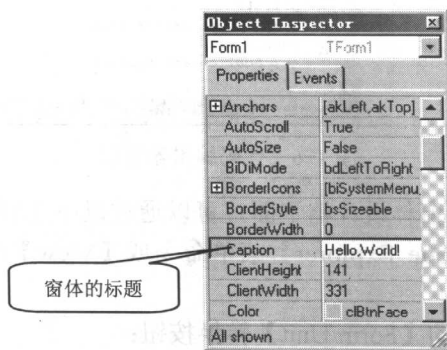 Object Inspector
Form1 TForm1
Properties Events
Anchors [akLeft,akTop]
AutoScroll True
AutoSize False
BiDiMode bdLeftToRight
BorderIcons [biSystemMenu,
BorderStyle bsSizeable
BorderWidth 0
Caption Hello,World!
ClientHeight 141
ClientWidth 331
Color clBtnFace
All shown
窗体的标题